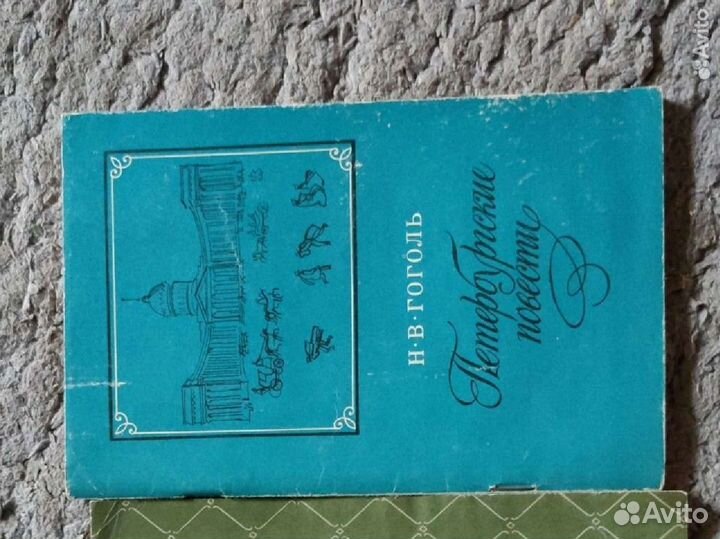 Н·В·ГОГОЛЬ
Петербургские
повести
Avito
Avito